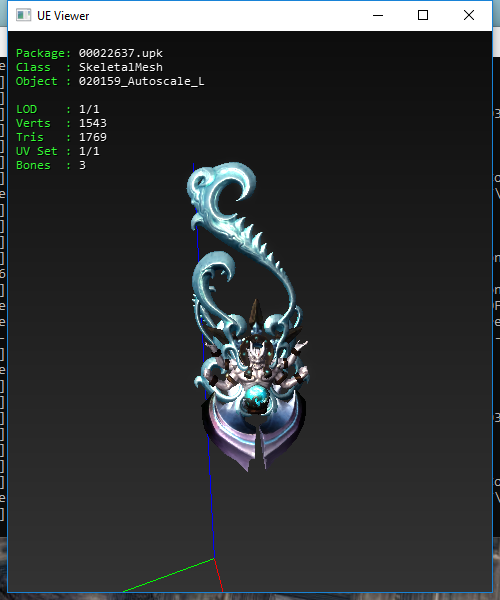 UE Viewer
Package: 00022637.upk
Class : SkeletalMesh
Object : 020159_Autoscale_L
LOD : 1/1
Verts : 1543
Tris : 1769
UV Set : 1/1
Bones : 3